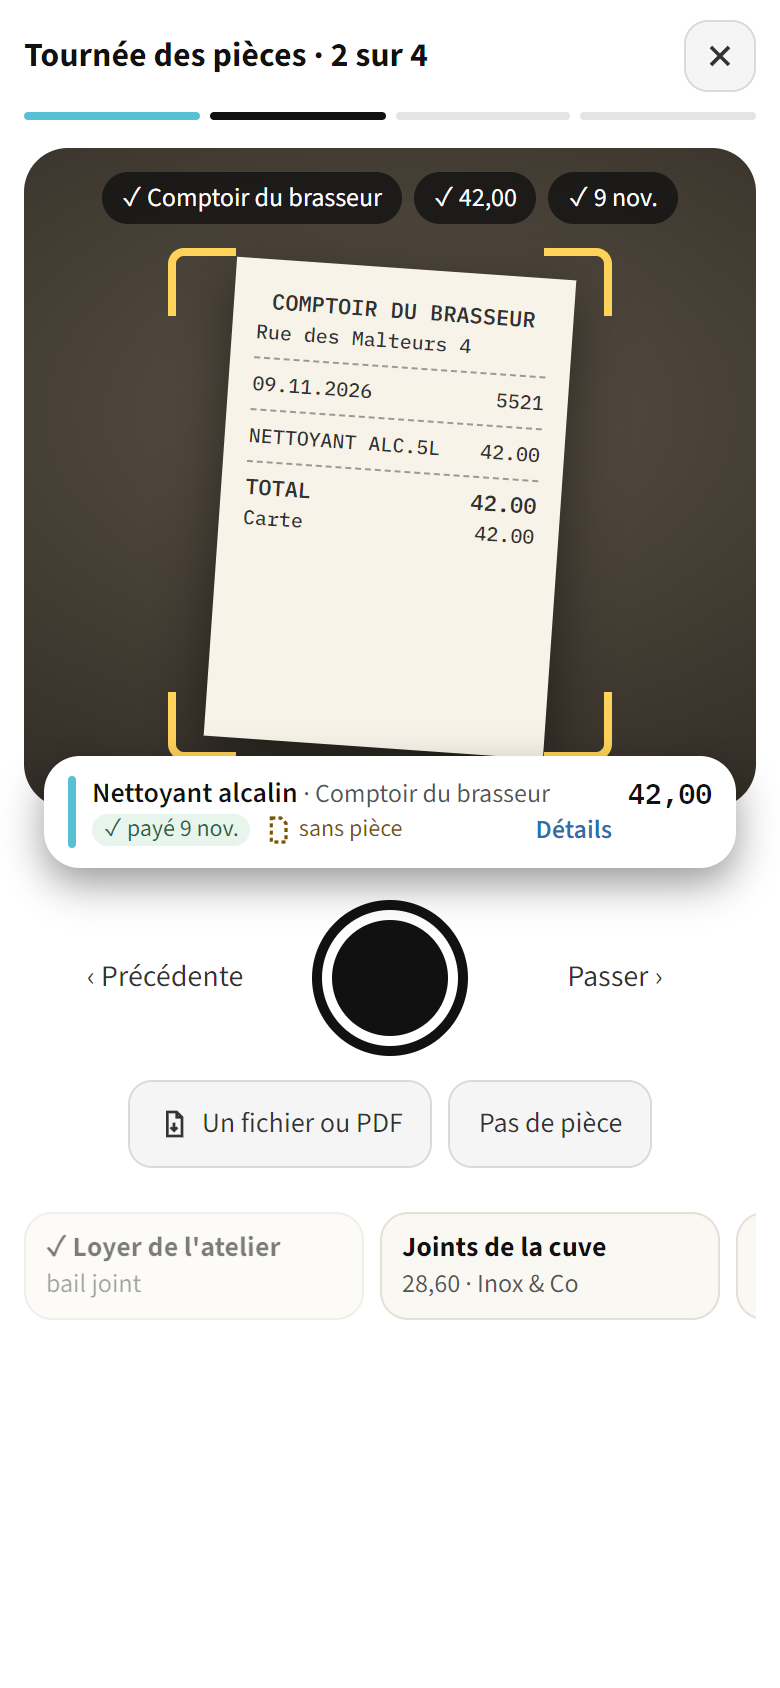 Tournée des pièces · 2 sur 4
✓ Comptoir du brasseur ✓ 42,00 ✓ 9 nov.
COMPTOIR DU BRASSEUR
Rue des Malteurs 4
09.11.2026 5521
NETTOYANT ALC.5L 42.00
TOTAL 42.00
Carte 42.00
Nettoyant alcalin · Comptoir du brasseur 42,00
✓ payé 9 nov. sans pièce Détails
‹ Précédente Passer ›
Un fichier ou PDF Pas de pièce
✓ Loyer de l'atelier Joints de la cuve
bail joint 28,60 · Inox & Co